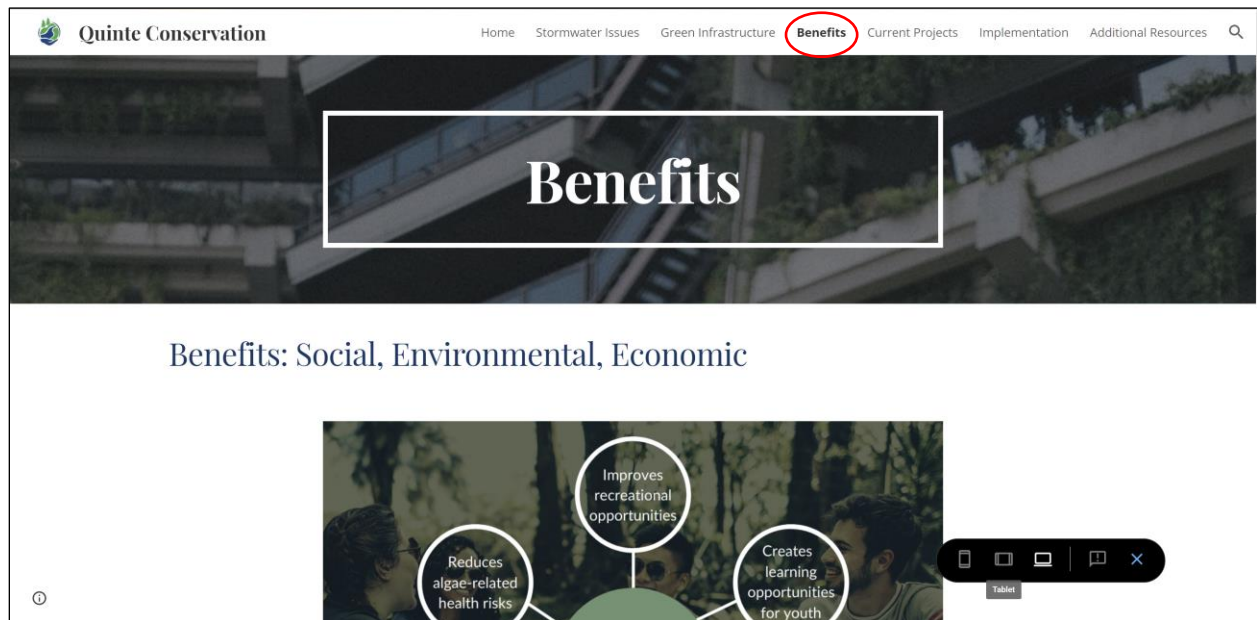 Quinte Conservation
Home Stormwater Issues Green Infrastructure Benefits Current Projects Implementation Additional Resources
Benefits
Benefits: Social, Environmental, Economic
Improves
recreational
opportunities
Reduces
algae-related
health risks
Creates
learning
opportunities
for youth
Tablet